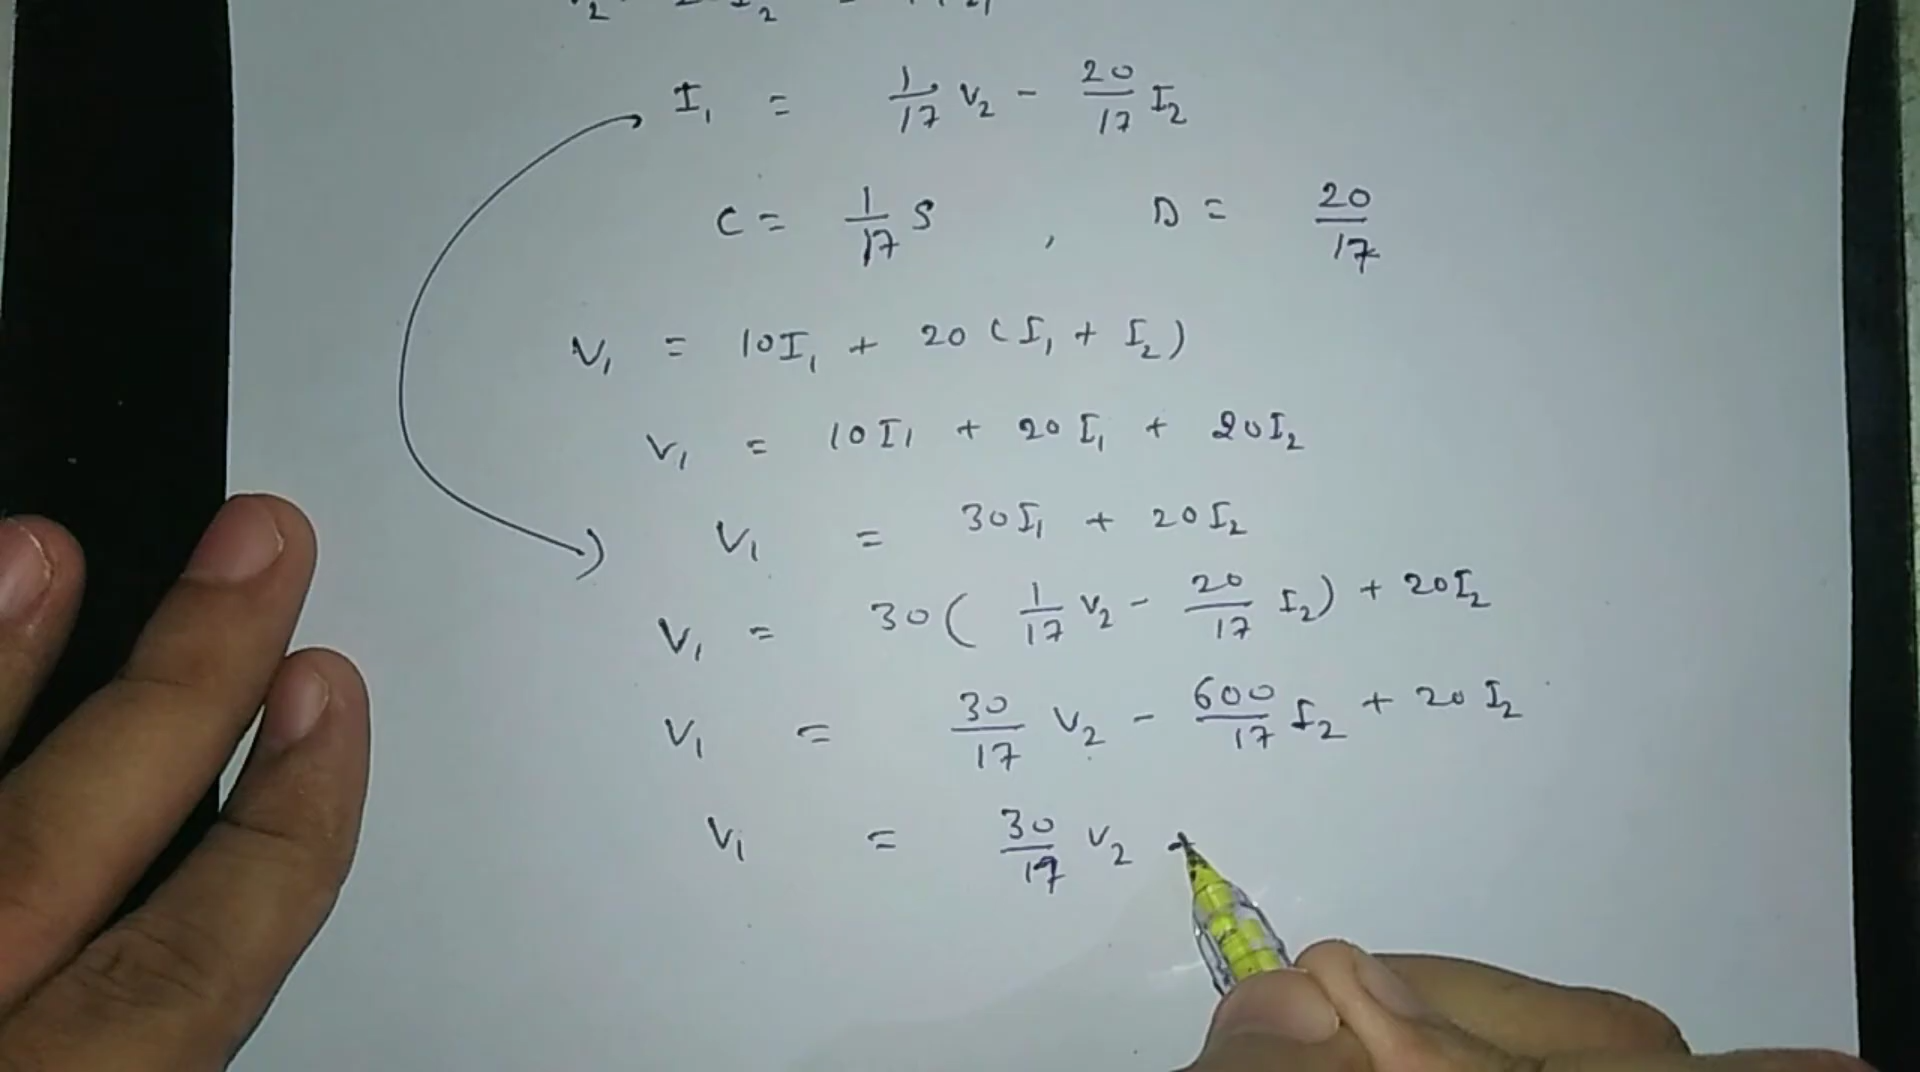 I₁ = 1/17 V₂ - 20/17 I₂
C = 1/17 S , D = 20/17
V₁ = 10I₁ + 20 (I₁ + I₂)
V₁ = 10I₁ + 20I₁ + 20I₂
V₁ = 30I₁ + 20I₂
V₁ = 30( 1/17 V₂ - 20/17 I₂) + 20I₂
V₁ = 30/17 V₂ - 600/17 I₂ + 20I₂
V₁ = 30/17 V₂